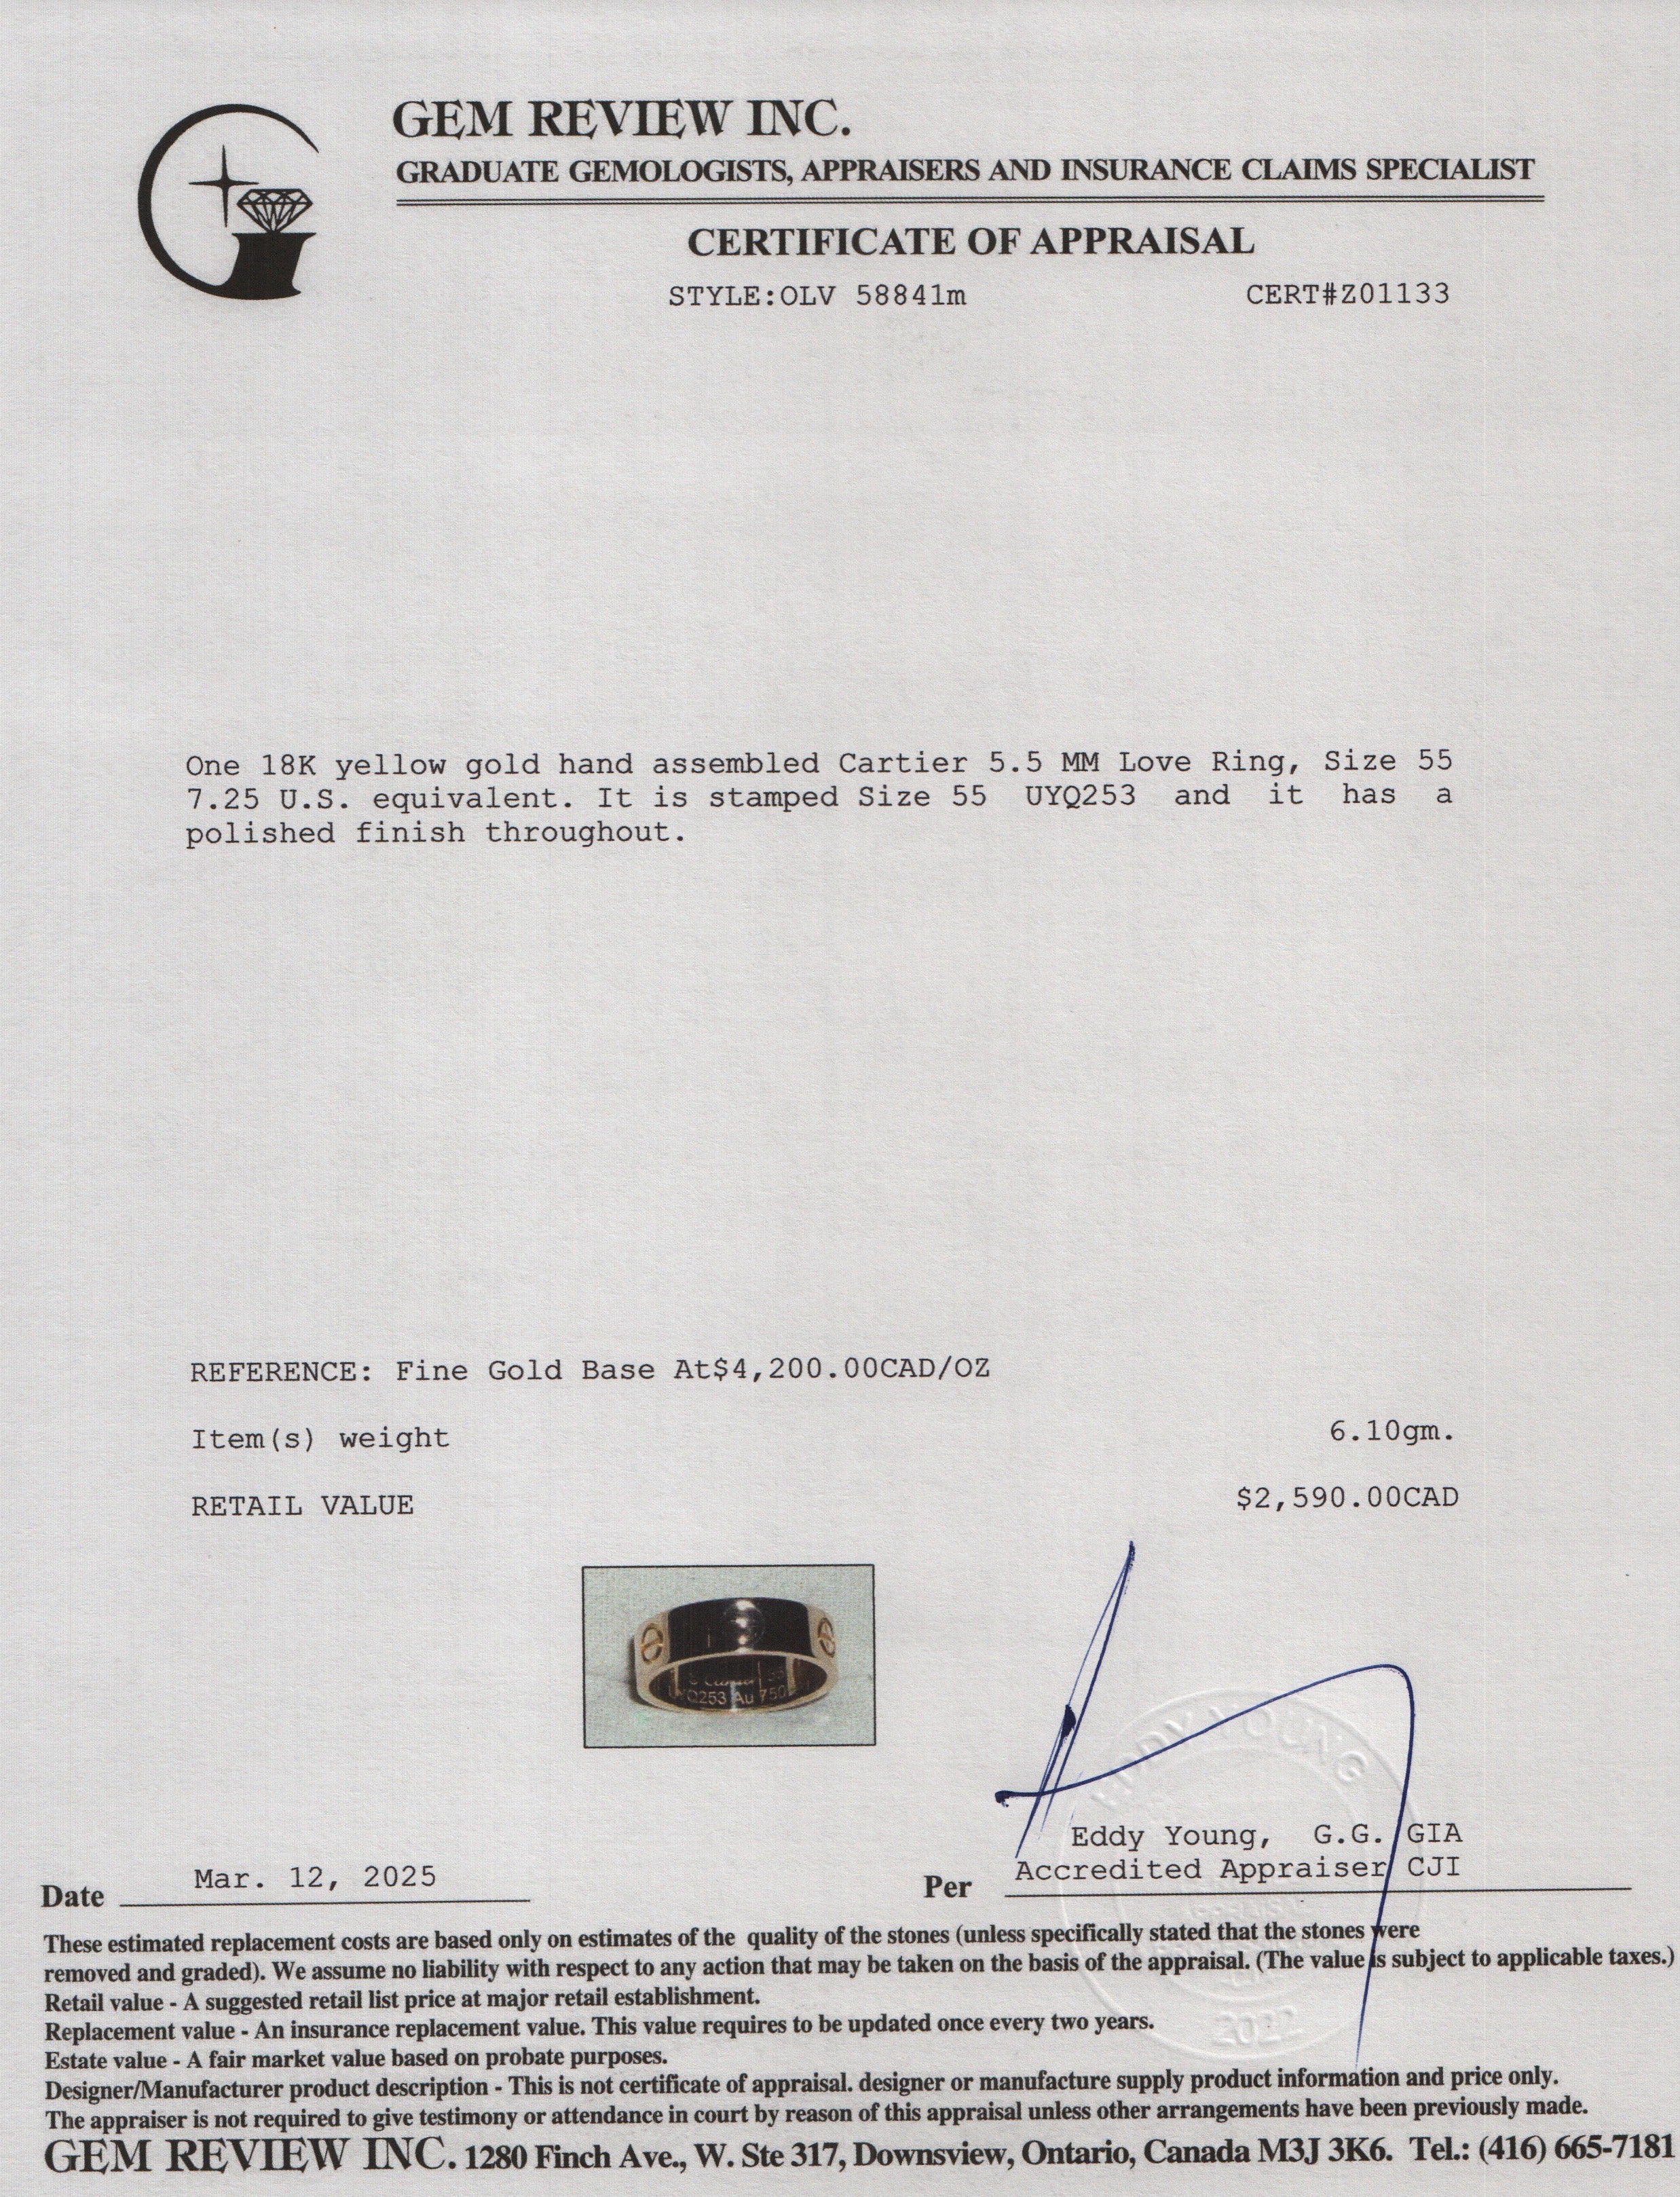 GEM REVIEW INC.
GRADUATE GEMOLOGISTS, APPRAISERS AND INSURANCE CLAIMS SPECIALIST
CERTIFICATE OF APPRAISAL
STYLE:OLV 58841m CERT#Z01133
One 18K yellow gold hand assembled Cartier 5.5 MM Love Ring, Size 55
7.25 U.S. equivalent. It is stamped Size 55 UYQ253 and it has a
polished finish throughout.
REFERENCE: Fine Gold Base At$4,200.00CAD/OZ
Item(s) weight 6.10gm.
RETAIL VALUE $2,590.00CAD
Cartier
YQ253 Au 750
EDDY YOUNG
Eddy Young, G.G. GIA
Date Mar. 12, 2025 Per Accredited Appraiser CJI
These estimated replacement costs are based only on estimates of the quality of the stones (unless specifically stated that the stones were
removed and graded). We assume no liability with respect to any action that may be taken on the basis of the appraisal. (The value is subject to applicable taxes.)
Retail value - A suggested retail list price at major retail establishment.
Replacement value - An insurance replacement value. This value requires to be updated once every two years.
2022
Estate value - A fair market value based on probate purposes.
Designer/Manufacturer product description - This is not certificate of appraisal. designer or manufacture supply product information and price only.
The appraiser is not required to give testimony or attendance in court by reason of this appraisal unless other arrangements have been previously made.
GEM REVIEW INC. 1280 Finch Ave., W. Ste 317, Downsview, Ontario, Canada M3J 3K6. Tel.: (416) 665-7181